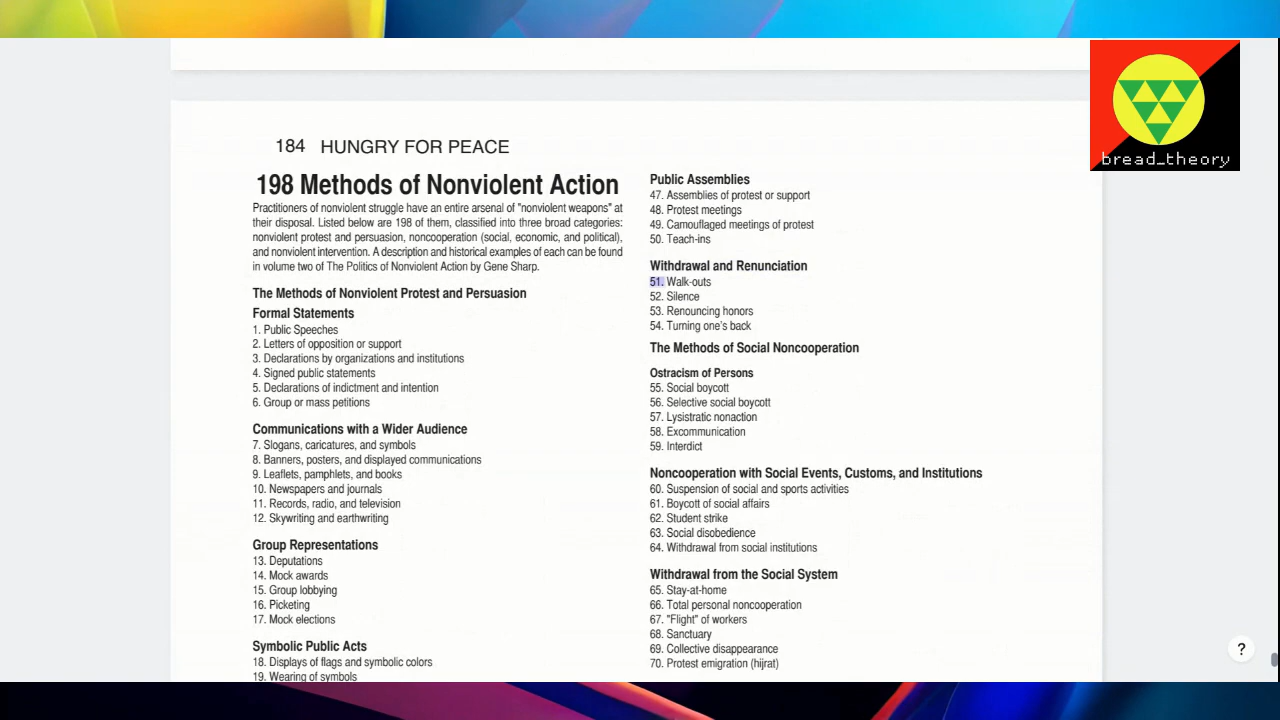 184 HUNGRY FOR PEACE
198 Methods of Nonviolent Action
Practitioners of nonviolent struggle have an entire arsenal of "nonviolent weapons" at
their disposal. Listed below are 198 of them, classified into three broad categories:
nonviolent protest and persuasion, noncooperation (social, economic, and political),
and nonviolent intervention. A description and historical examples of each can be found
in volume two of The Politics of Nonviolent Action by Gene Sharp.
The Methods of Nonviolent Protest and Persuasion
Formal Statements
1. Public Speeches
2. Letters of opposition or support
3. Declarations by organizations and institutions
4. Signed public statements
5. Declarations of indictment and intention
6. Group or mass petitions
Communications with a Wider Audience
7. Slogans, caricatures, and symbols
8. Banners, posters, and displayed communications
9. Leaflets, pamphlets, and books
10. Newspapers and journals
11. Records, radio, and television
12. Skywriting and earthwriting
Group Representations
13. Deputations
14. Mock awards
15. Group lobbying
16. Picketing
17. Mock elections
Symbolic Public Acts
18. Displays of flags and symbolic colors
19. Wearing of symbols
Public Assemblies
47. Assemblies of protest or support
48. Protest meetings
49. Camouflaged meetings of protest
50. Teach-ins
Withdrawal and Renunciation
51. Walk-outs
52. Silence
53. Renouncing honors
54. Turning one's back
The Methods of Social Noncooperation
Ostracism of Persons
55. Social boycott
56. Selective social boycott
57. Lysistratic nonaction
58. Excommunication
59. Interdict
Noncooperation with Social Events, Customs, and Institutions
60. Suspension of social and sports activities
61. Boycott of social affairs
62. Student strike
63. Social disobedience
64. Withdrawal from social institutions
Withdrawal from the Social System
65. Stay-at-home
66. Total personal noncooperation
67. "Flight" of workers
68. Sanctuary
69. Collective disappearance
70. Protest emigration (hijrat)
bread_theory
?